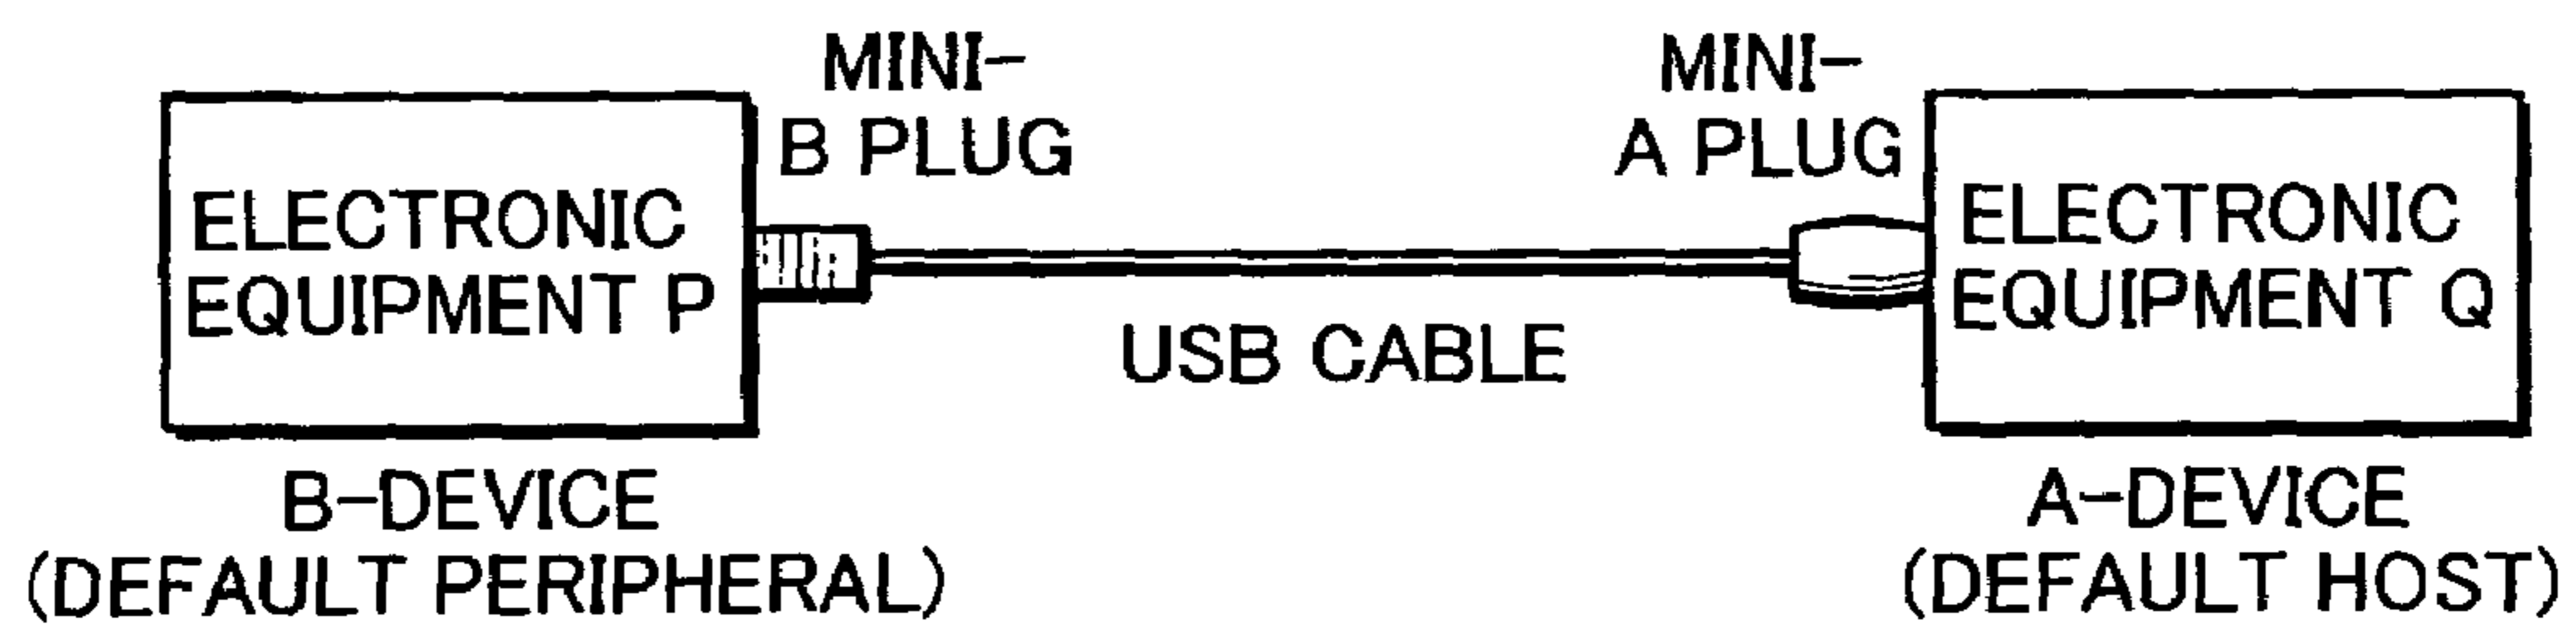 MINI-
B PLUG
MINI-
A PLUG
ELECTRONIC
EQUIPMENT P
ELECTRONIC
EQUIPMENT Q
USB CABLE
B-DEVICE
(DEFAULT PERIPHERAL)
A-DEVICE
(DEFAULT HOST)